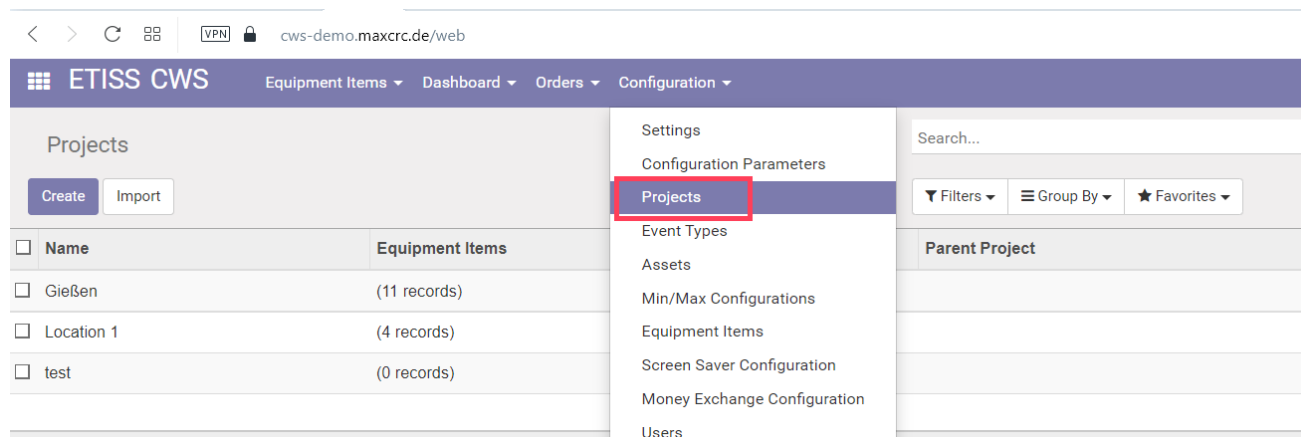 VPN cws-demo.maxcrc.de/web
ETISS CWS Equipment Items Dashboard Orders Configuration
Projects
Create Import
Settings
Configuration Parameters
Projects
Event Types
Assets
Min/Max Configurations
Equipment Items
Screen Saver Configuration
Money Exchange Configuration
Users
Search...
Filters Group By Favorites
Name Equipment Items Parent Project
Gießen (11 records)
Location 1 (4 records)
test (0 records)